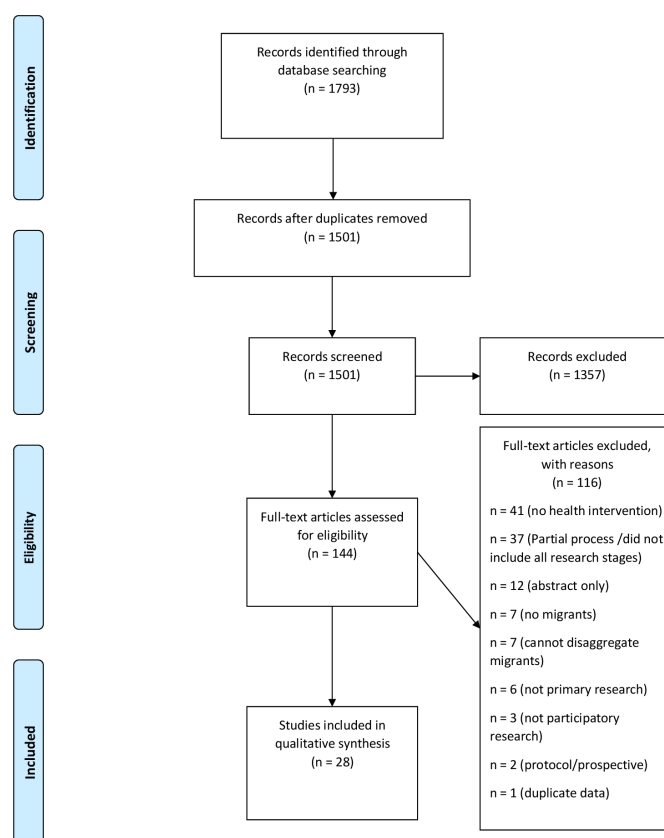 Identification
Records identified through
database searching
(n = 1793)
Records after duplicates removed
(n = 1501)
Screening
Records screened
(n = 1501)
Records excluded
(n = 1357)
Eligibility
Full-text articles assessed
for eligibility
(n = 144)
Full-text articles excluded,
with reasons
(n = 116)
n = 41 (no health intervention)
n = 37 (Partial process /did not
include all research stages)
n = 12 (abstract only)
n = 7 (no migrants)
n = 7 (cannot disaggregate
migrants)
n = 6 (not primary research)
n = 3 (not participatory
research)
n = 2 (protocol/prospective)
n = 1 (duplicate data)
Included
Studies included in
qualitative synthesis
(n = 28)